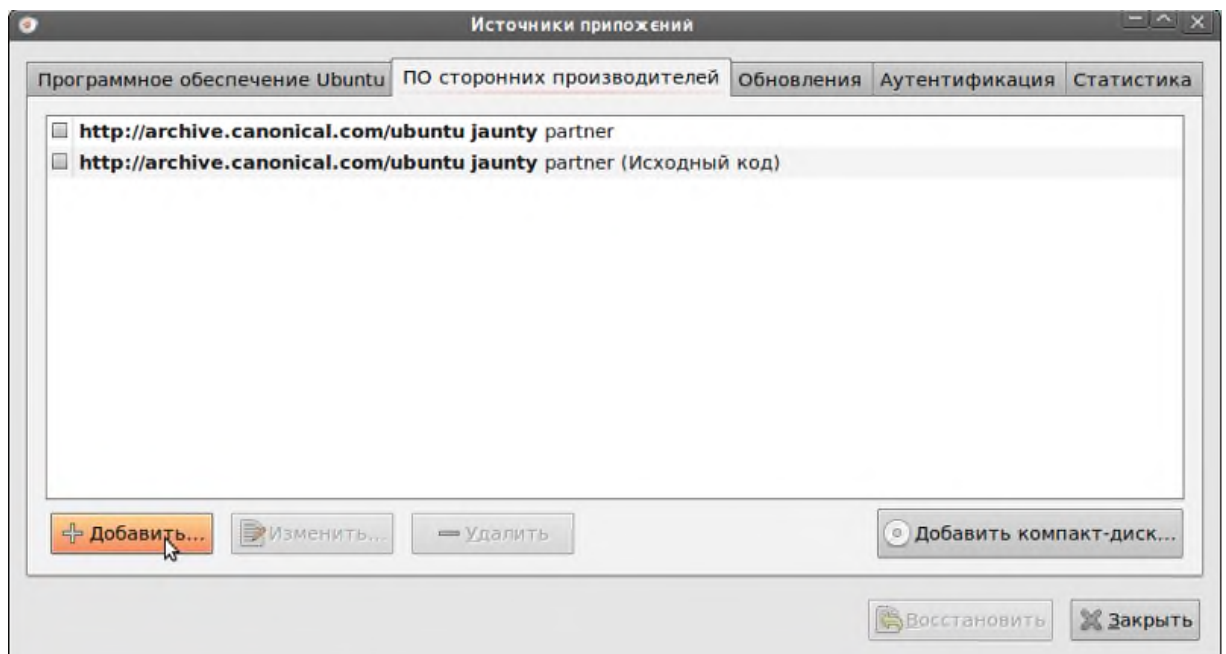 Источники приложений
Программное обеспечение Ubuntu ПО сторонних производителей Обновления Аутентификация Статистика
http://archive.canonical.com/ubuntu jaunty partner
http://archive.canonical.com/ubuntu jaunty partner (Исходный код)
Добавить... Изменить... Удалить Добавить компакт-диск...
Восстановить Закрыть